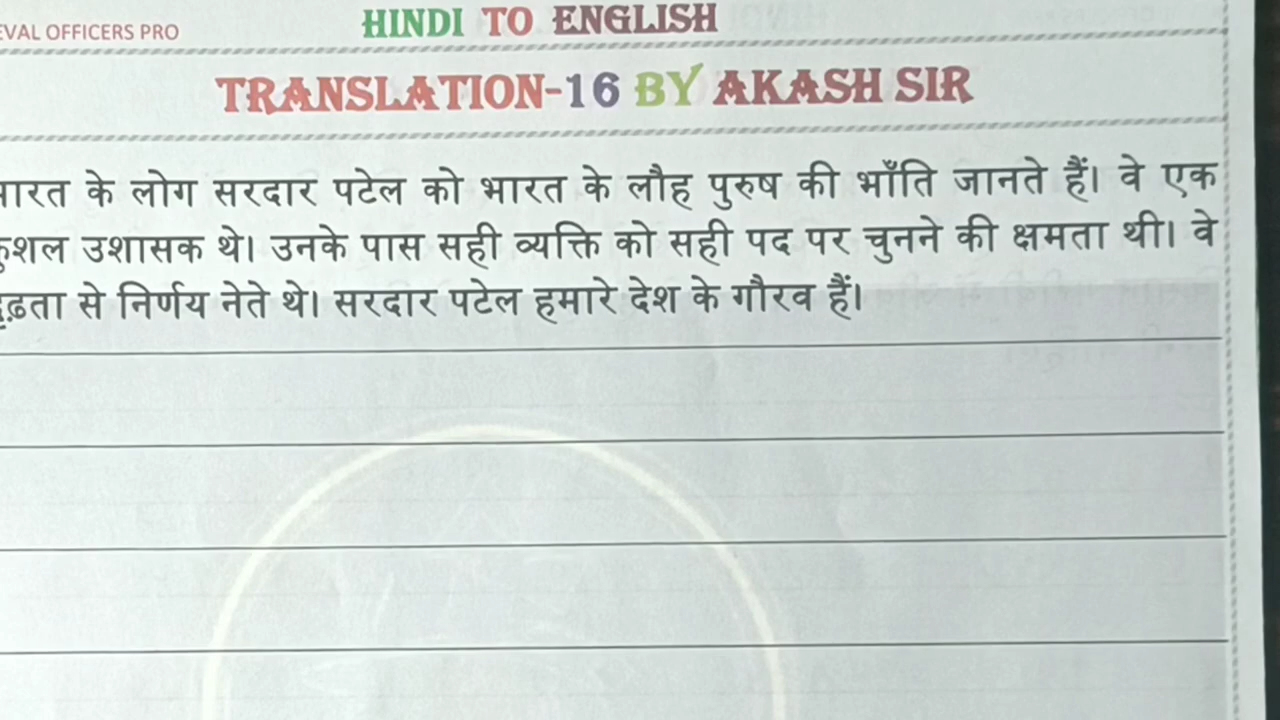 EVAL OFFICERS PRO
HINDI TO ENGLISH
TRANSLATION-16 BY AKASH SIR
भारत के लोग सरदार पटेल को भारत के लौह पुरुष की भाँति जानते हैं। वे एक
कुशल उशासक थे। उनके पास सही व्यक्ति को सही पद पर चुनने की क्षमता थी। वे
दृढ़ता से निर्णय नेते थे। सरदार पटेल हमारे देश के गौरव हैं।